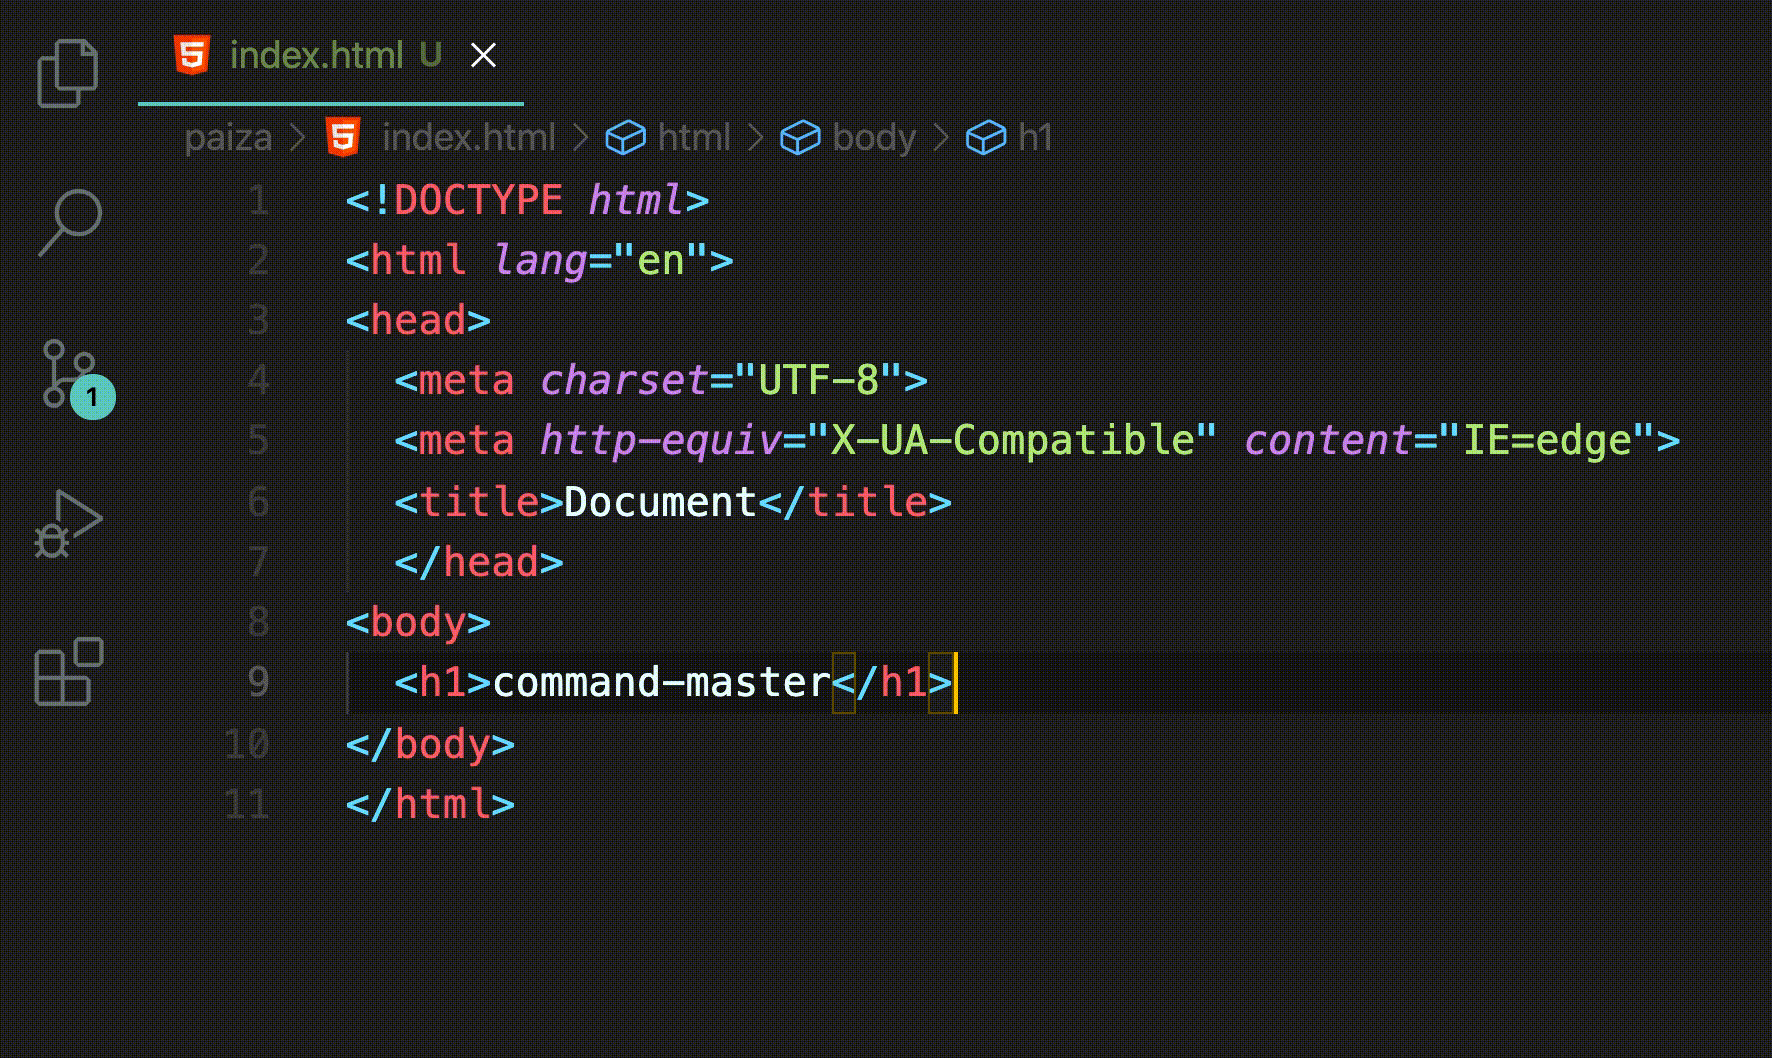 index.html U
paiza > index.html > html > body > h1
1 <!DOCTYPE html>
2 <html lang="en">
3 <head>
4   <meta charset="UTF-8">
5   <meta http-equiv="X-UA-Compatible" content="IE=edge">
6   <title>Document</title>
7   </head>
8 <body>
9   <h1>command-master</h1>
10 </body>
11 </html>
1